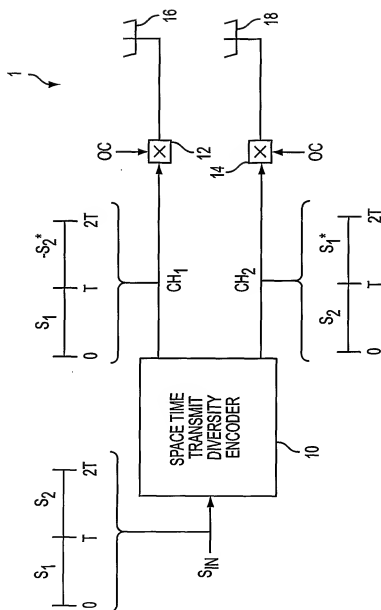 1
S1 S2
0 T 2T
SIN
SPACE TIME
TRANSMIT
DIVERSITY
ENCODER
10
S1 -S2*
0 T 2T
CH1
CH2
S2 S1*
0 T 2T
OC
12
14
OC
16
18